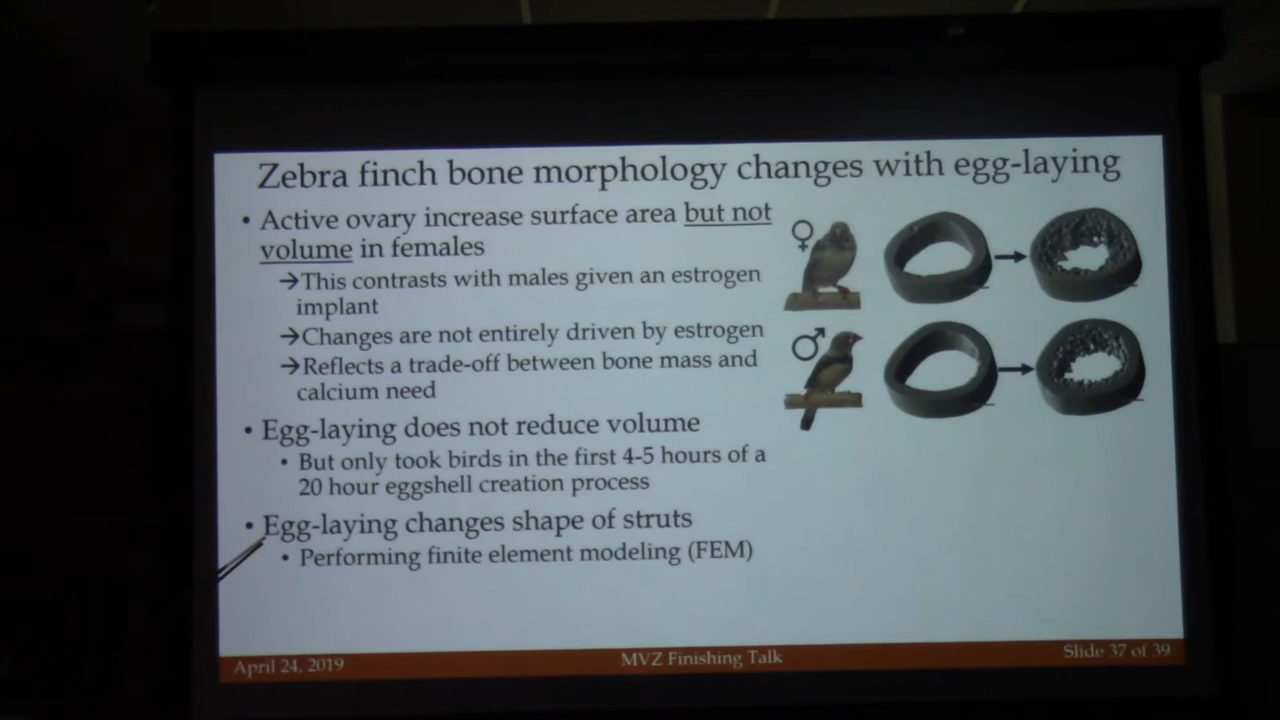 Zebra finch bone morphology changes with egg-laying
• Active ovary increase surface area but not
volume in females
→This contrasts with males given an estrogen
implant
→Changes are not entirely driven by estrogen
→Reflects a trade-off between bone mass and
calcium need
• Egg-laying does not reduce volume
• But only took birds in the first 4-5 hours of a
20 hour eggshell creation process
• Egg-laying changes shape of struts
• Performing finite element modeling (FEM)
♀
♂
April 24, 2019
MVZ Finishing Talk
Slide 37 of 39